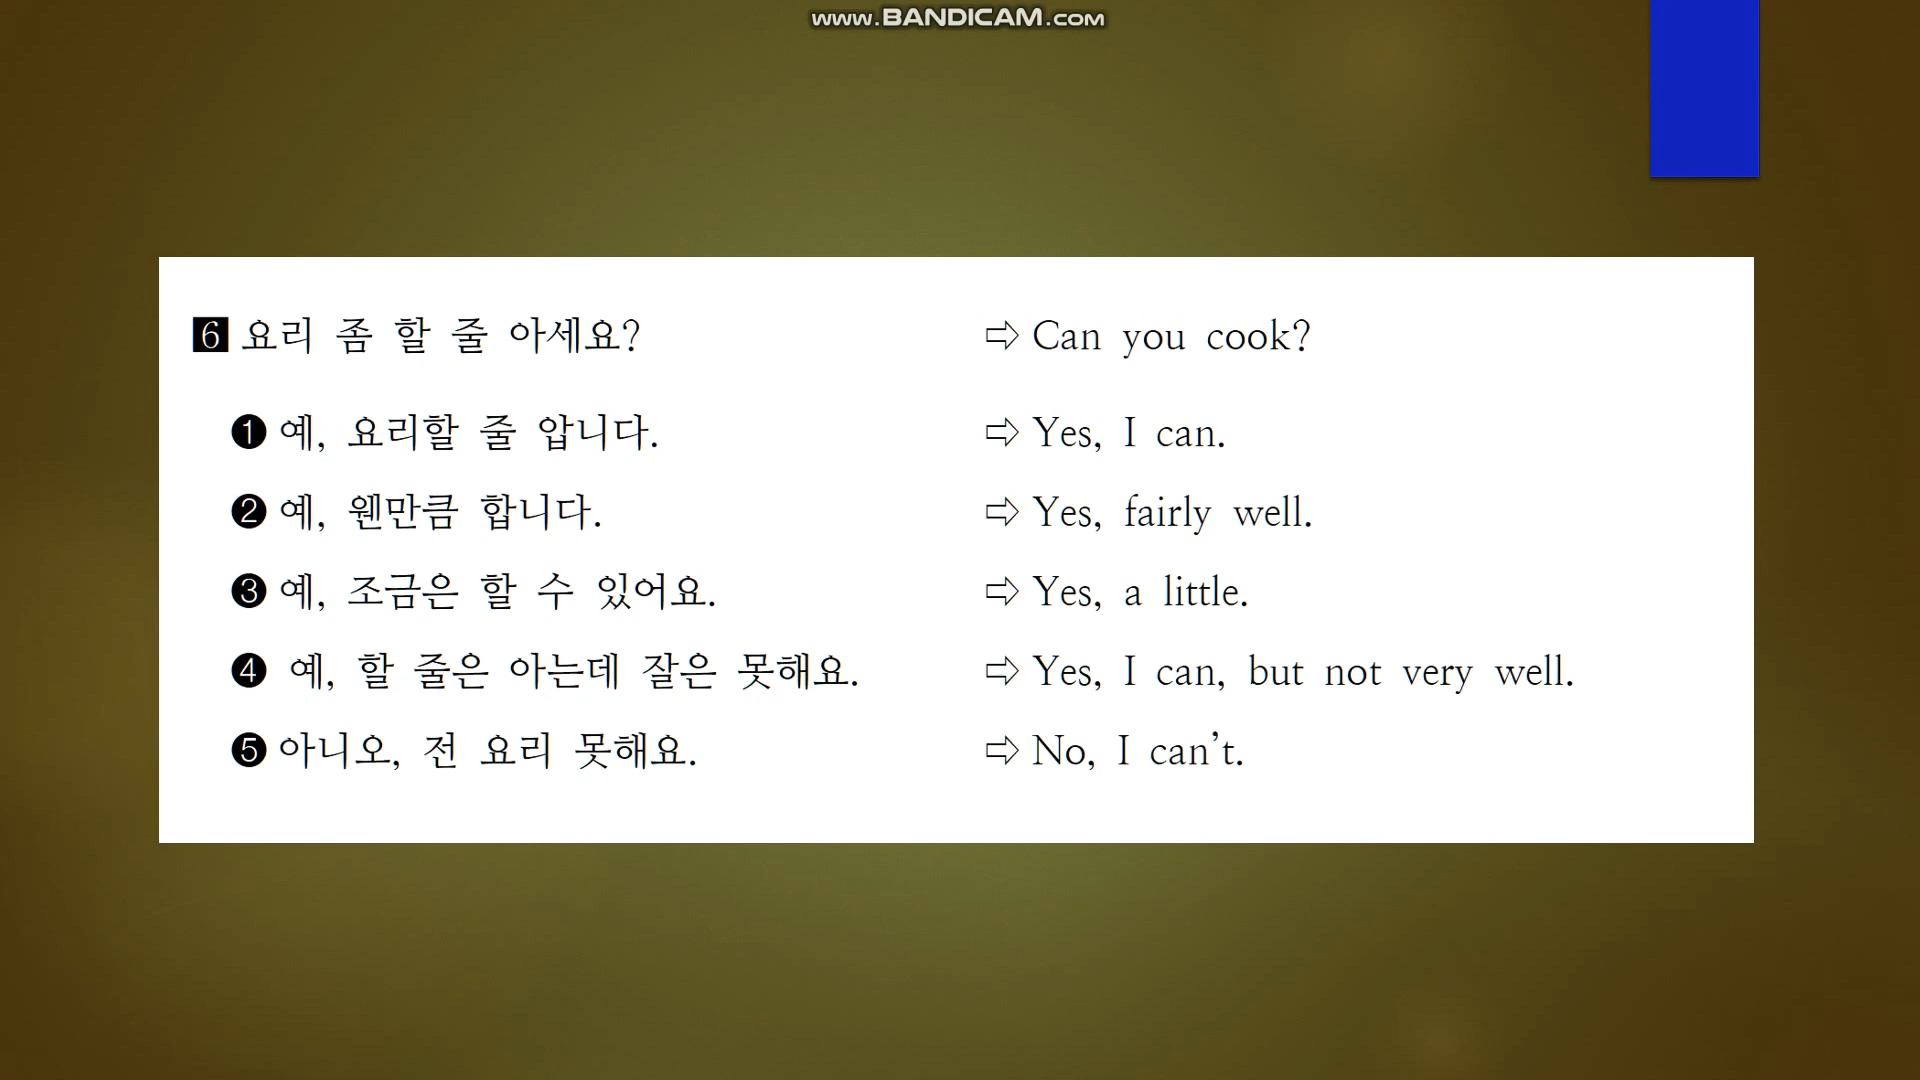 www.BANDICAM.com
6 요리 좀 할 줄 아세요? ⇨ Can you cook?
❶ 예, 요리할 줄 압니다. ⇨ Yes, I can.
❷ 예, 웬만큼 합니다. ⇨ Yes, fairly well.
❸ 예, 조금은 할 수 있어요. ⇨ Yes, a little.
❹ 예, 할 줄은 아는데 잘은 못해요. ⇨ Yes, I can, but not very well.
❺ 아니오, 전 요리 못해요. ⇨ No, I can’t.